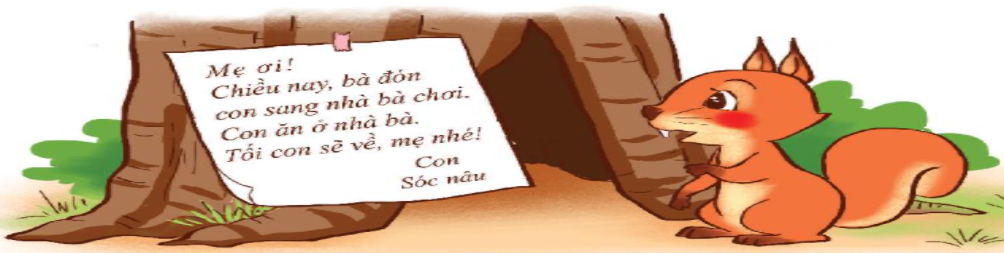 Mẹ ơi!
Chiều nay, bà đón
con sang nhà bà chơi.
Con ăn ở nhà bà.
Tối con sẽ về, mẹ nhé!
Con
Sóc nâu